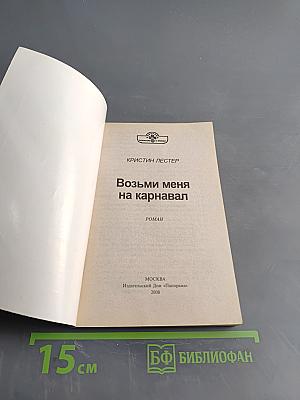 КРИСТИН ЛЕСТЕР
Возьми меня
на карнавал
РОМАН
МОСКВА
Издательский Дом «Панорама»
2008
15 см
БФ БИБЛИОФАН